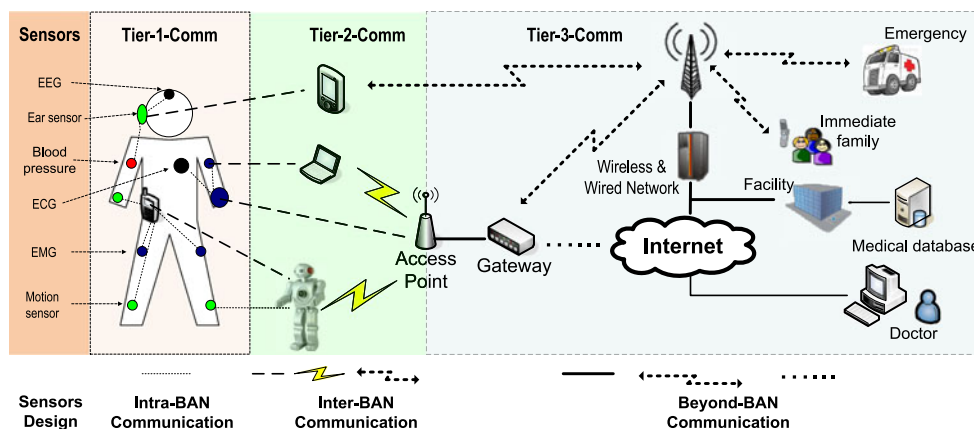 Sensors
Tier-1-Comm
Tier-2-Comm
Tier-3-Comm
Emergency
EEG
Ear sensor
Blood
pressure
ECG
EMG
Motion
sensor
Immediate
family
Wireless &
Wired Network
Facility
Medical database
Internet
Access
Point
Gateway
Doctor
Sensors
Design
Intra-BAN
Communication
Inter-BAN
Communication
Beyond-BAN
Communication